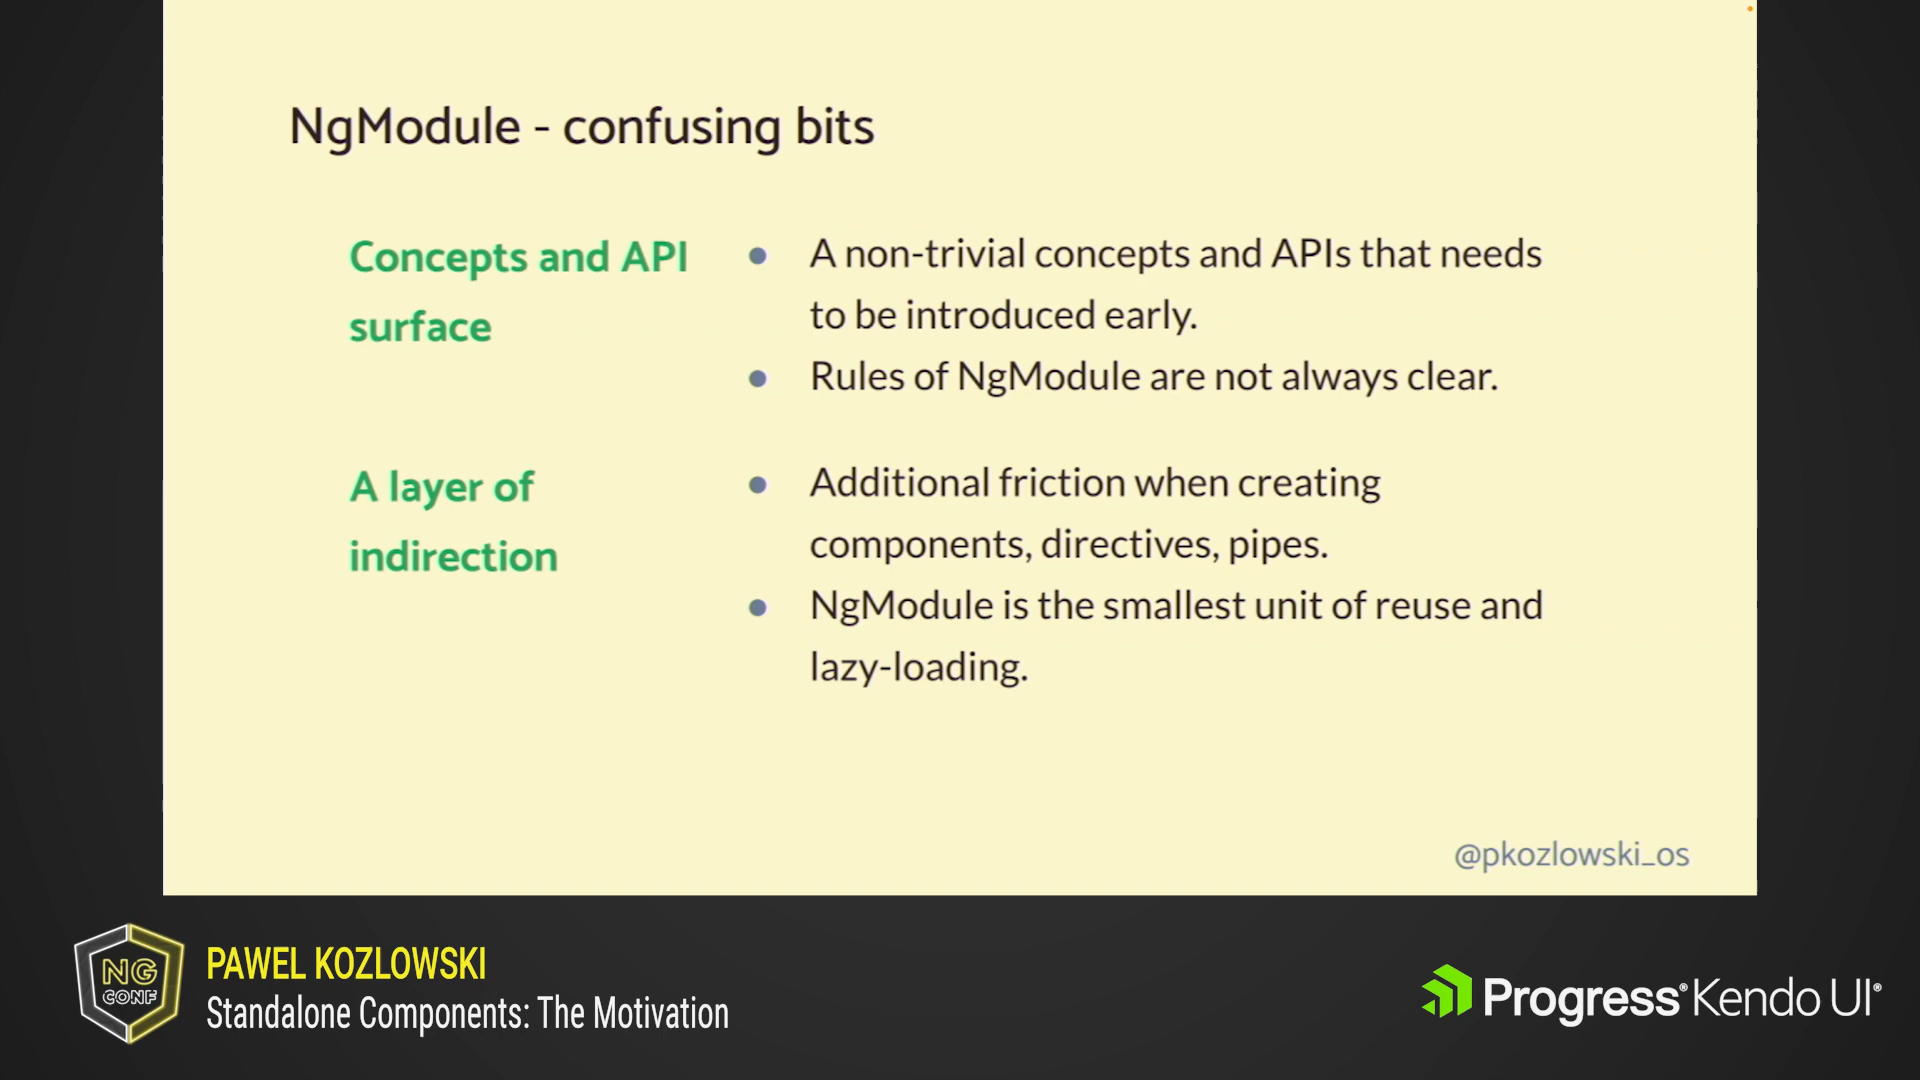 NgModule - confusing bits
Concepts and API
surface
● A non-trivial concepts and APIs that needs
to be introduced early.
● Rules of NgModule are not always clear.
A layer of
indirection
● Additional friction when creating
components, directives, pipes.
● NgModule is the smallest unit of reuse and
lazy-loading.
@pkozlowski_os
NG
CONF
PAWEL KOZLOWSKI
Standalone Components: The Motivation
Progress® Kendo UI®